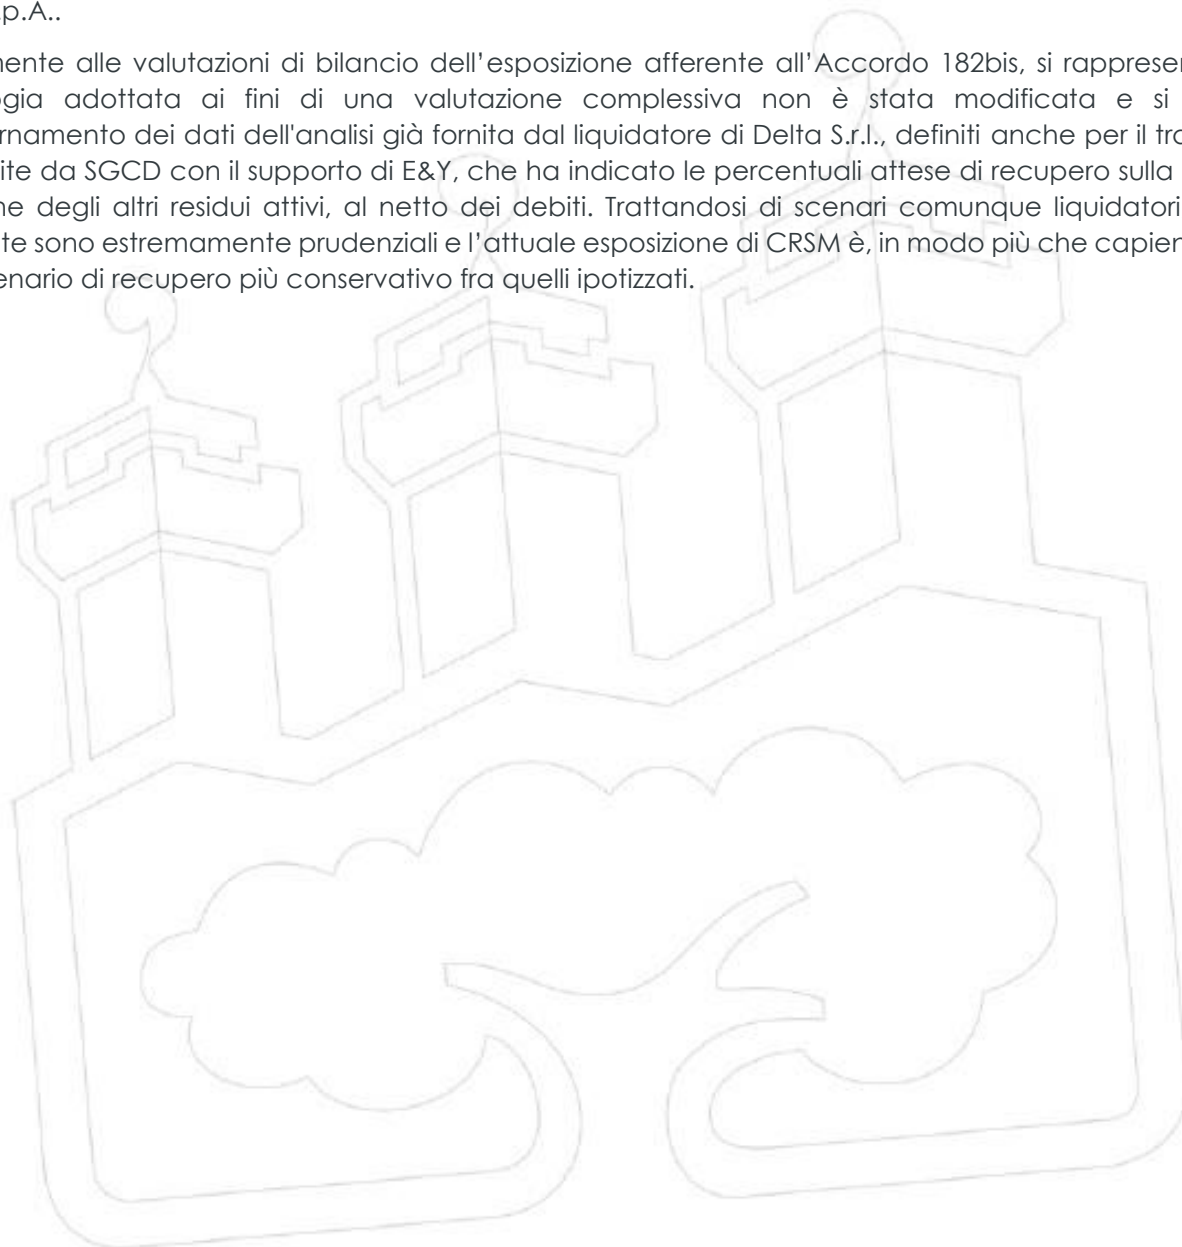 .p.A..
mente alle valutazioni di bilancio dell’esposizione afferente all’Accordo 182bis, si rappresen
gia adottata ai fini di una valutazione complessiva non è stata modificata e si
rnamento dei dati dell'analisi già fornita dal liquidatore di Delta S.r.l., definiti anche per il tra
ite da SGCD con il supporto di E&Y, che ha indicato le percentuali attese di recupero sulla
ne degli altri residui attivi, al netto dei debiti. Trattandosi di scenari comunque liquidatori
te sono estremamente prudenziali e l’attuale esposizione di CRSM è, in modo più che capien
enario di recupero più conservativo fra quelli ipotizzati.